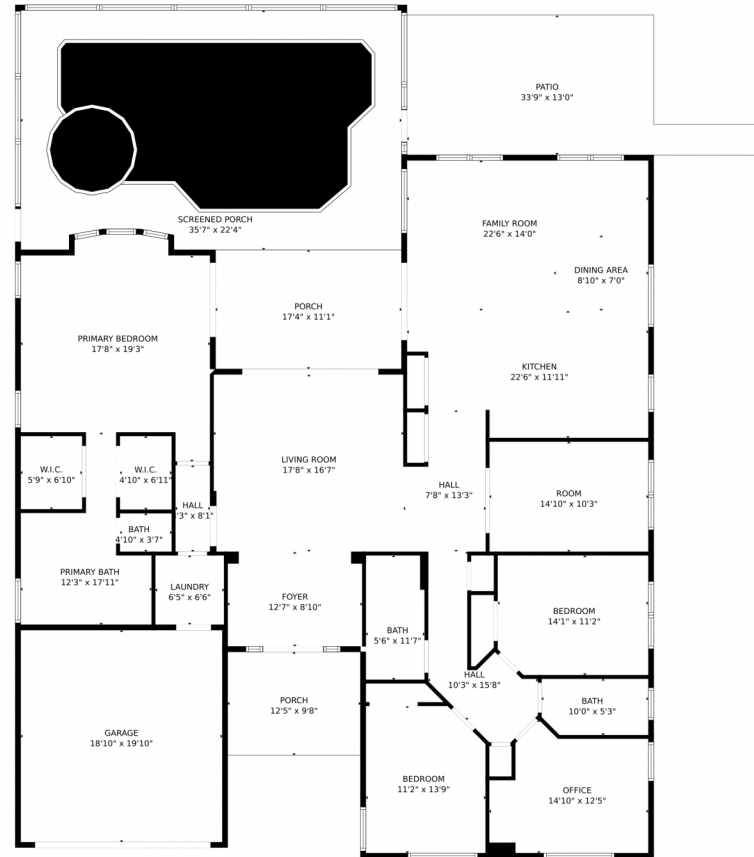 PATIO
33'9" x 13'0"
SCREENED PORCH
35'7" x 22'4"
FAMILY ROOM
22'6" x 14'0"
DINING AREA
8'10" x 7'0"
PORCH
17'4" x 11'1"
PRIMARY BEDROOM
17'8" x 19'3"
KITCHEN
22'6" x 11'11"
W.I.C.
5'9" x 6'10"
W.I.C.
4'10" x 6'11"
LIVING ROOM
17'8" x 16'7"
HALL
7'8" x 13'3"
ROOM
14'10" x 10'3"
HALL
'3" x 8'1"
BATH
4'10" x 3'7"
PRIMARY BATH
12'3" x 17'11"
LAUNDRY
6'5" x 6'6"
FOYER
12'7" x 8'10"
BEDROOM
14'1" x 11'2"
BATH
5'6" x 11'7"
HALL
10'3" x 15'8"
BATH
10'0" x 5'3"
PORCH
12'5" x 9'8"
GARAGE
18'10" x 19'10"
BEDROOM
11'2" x 13'9"
OFFICE
14'10" x 12'5"